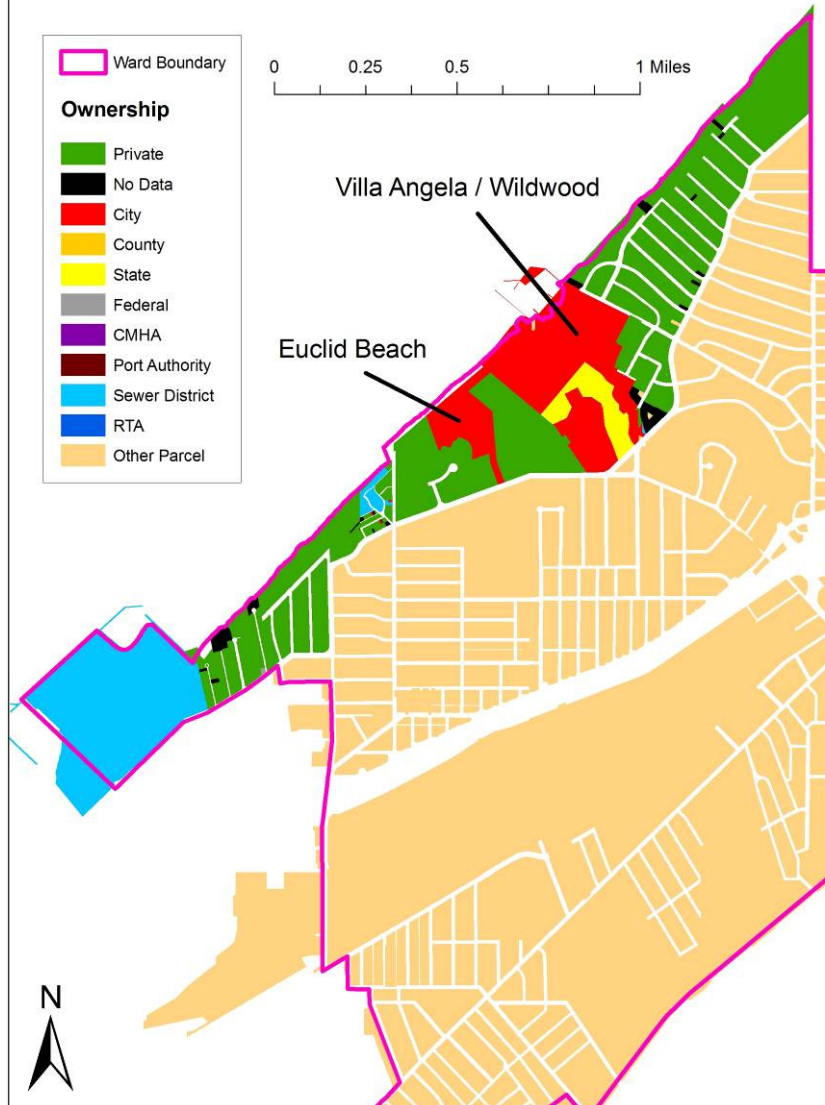 Ward Boundary
Ownership
Private
No Data
City
County
State
Federal
CMHA
Port Authority
Sewer District
RTA
Other Parcel
0 0.25 0.5 1 Miles
Villa Angela / Wildwood
Euclid Beach
N